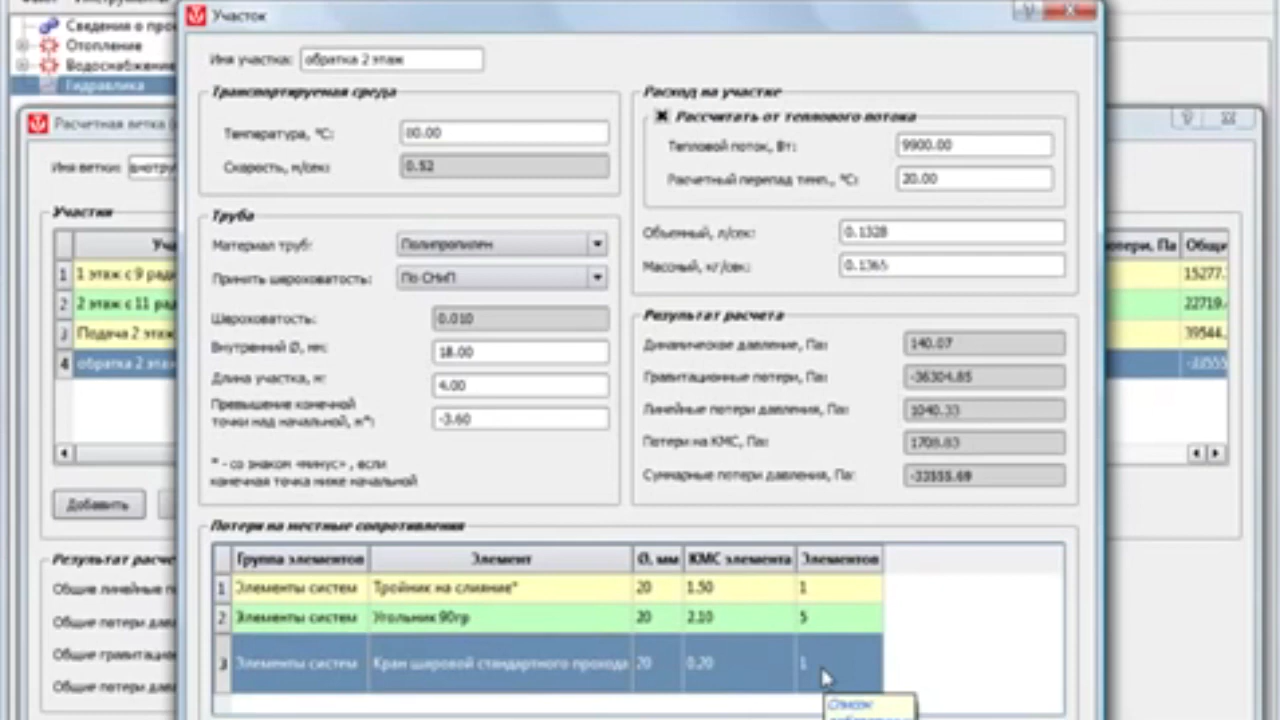 Участок
Сведения о про
Отопление
Водоснабжение
Гидравлика
Расчетная ветка
Имя ветки:
Участки
1 этаж с 9 ради
2 этаж с 11 рад
Подача 2 этаж
обратка 2 этаж
Добавить
Результат расче
Общие линейные п
Общие потери дав
Общие гравитацион
Общие потери дав
Имя участка: обратка 2 этаж
Транспортируемая среда
Температура, °C: 80.00
Скорость, м/сек: 0.52
Труба
Материал труб: Полипропилен
Принять шероховатость: По СНиП
Шероховатость: 0.010
Внутренний Ø, мм: 18.00
Длина участка, м: 4.00
Превышение конечной
точки над начальной, м*: -3.60
* - со знаком «минус» , если
конечная точка ниже начальной
Расход на участке
Рассчитать от теплового потока
Тепловой поток, Вт: 9900.00
Расчетный перепад темп., °C: 20.00
Объемный, л/сек: 0.1328
Массовый, кг/сек: 0.1365
Результат расчета
Динамическое давление, Па: 140.07
Гравитационные потери, Па: -36304.85
Линейные потери давления, Па: 1040.33
Потери на КМС, Па: 1708.83
Суммарные потери давления, Па: -33555.69
потери, Па Общи
15277.
22719.
39544.
Потери на местные сопротивления
Группа элементов Элемент Ø, мм КМС элемента Элементов
1 Элементы систем Тройник на слияние* 20 1.50 1
2 Элементы систем Угольник 90гр 20 2.10 5
3 Элементы систем Кран шаровой стандартного прохода 20 0.20 1
Список